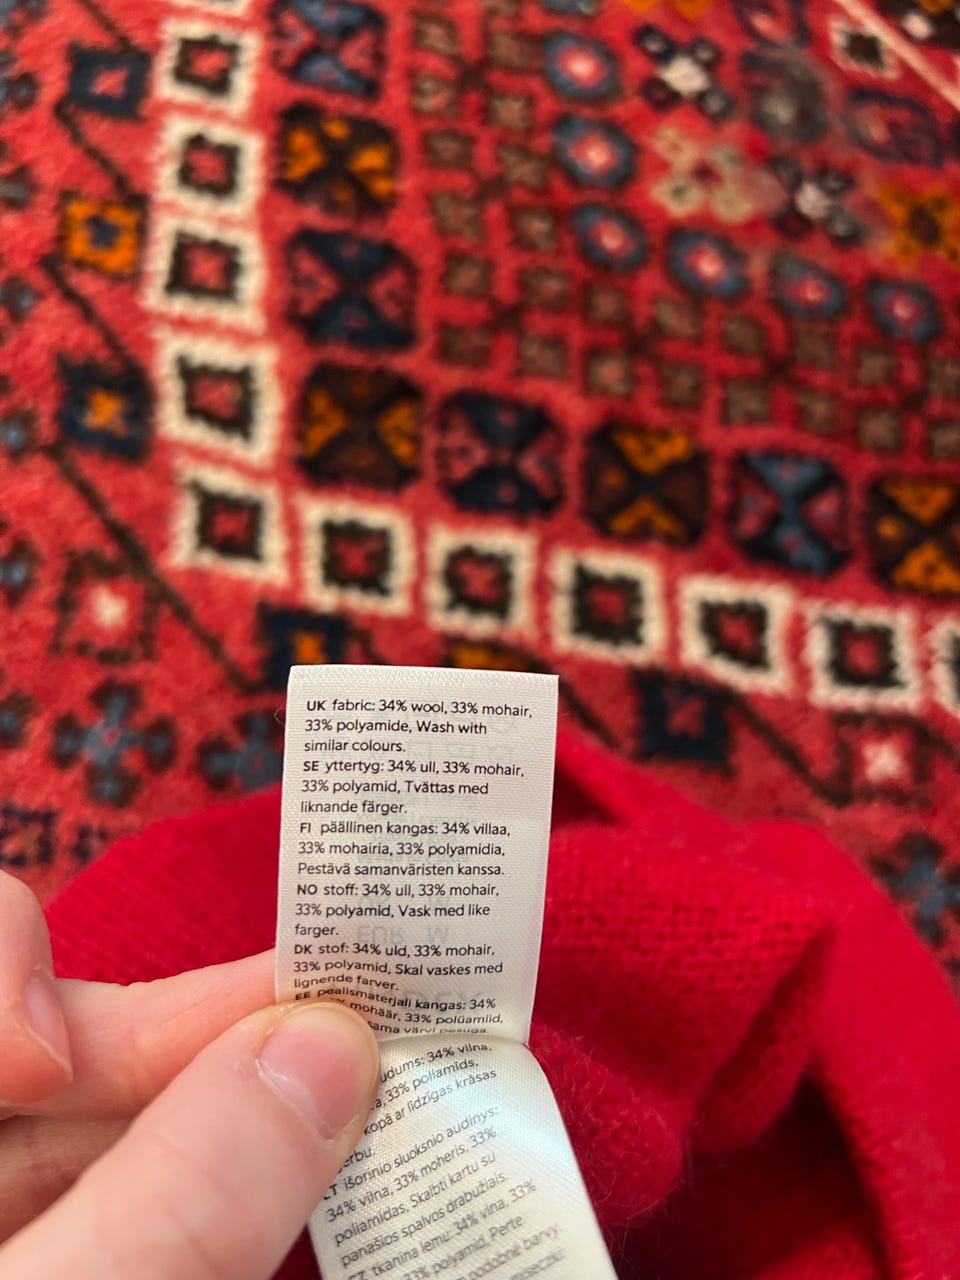 UK fabric: 34% wool, 33% mohair,
33% polyamide, Wash with
similar colours.
SE yttertyg: 34% ull, 33% mohair,
33% polyamid, Tvättas med
liknande färger.
FI päällinen kangas: 34% villaa,
33% mohairia, 33% polyamidia,
Pestävä samanväristen kanssa.
NO stoff: 34% ull, 33% mohair,
33% polyamid, Vask med like
farger.
DK stof: 34% uld, 33% mohair,
33% polyamid, Skal vaskes med
lignende farver.
EE pealismaterjali kangas: 34%
mohäär, 33% polüamiid,
sama värvi pesuga.
34% vilna,
33% poliamīds,
kopā ar līdzīgas krāsas
LT išorinio sluoksnio audinys:
34% vilna, 33% moheris, 33%
poliamidas, Skalbti kartu su
panašios spalvos drabužiais.
CZ tkanina lemu: 34% vlna, 33%
33% polyamid, Perte
podobné barvy.